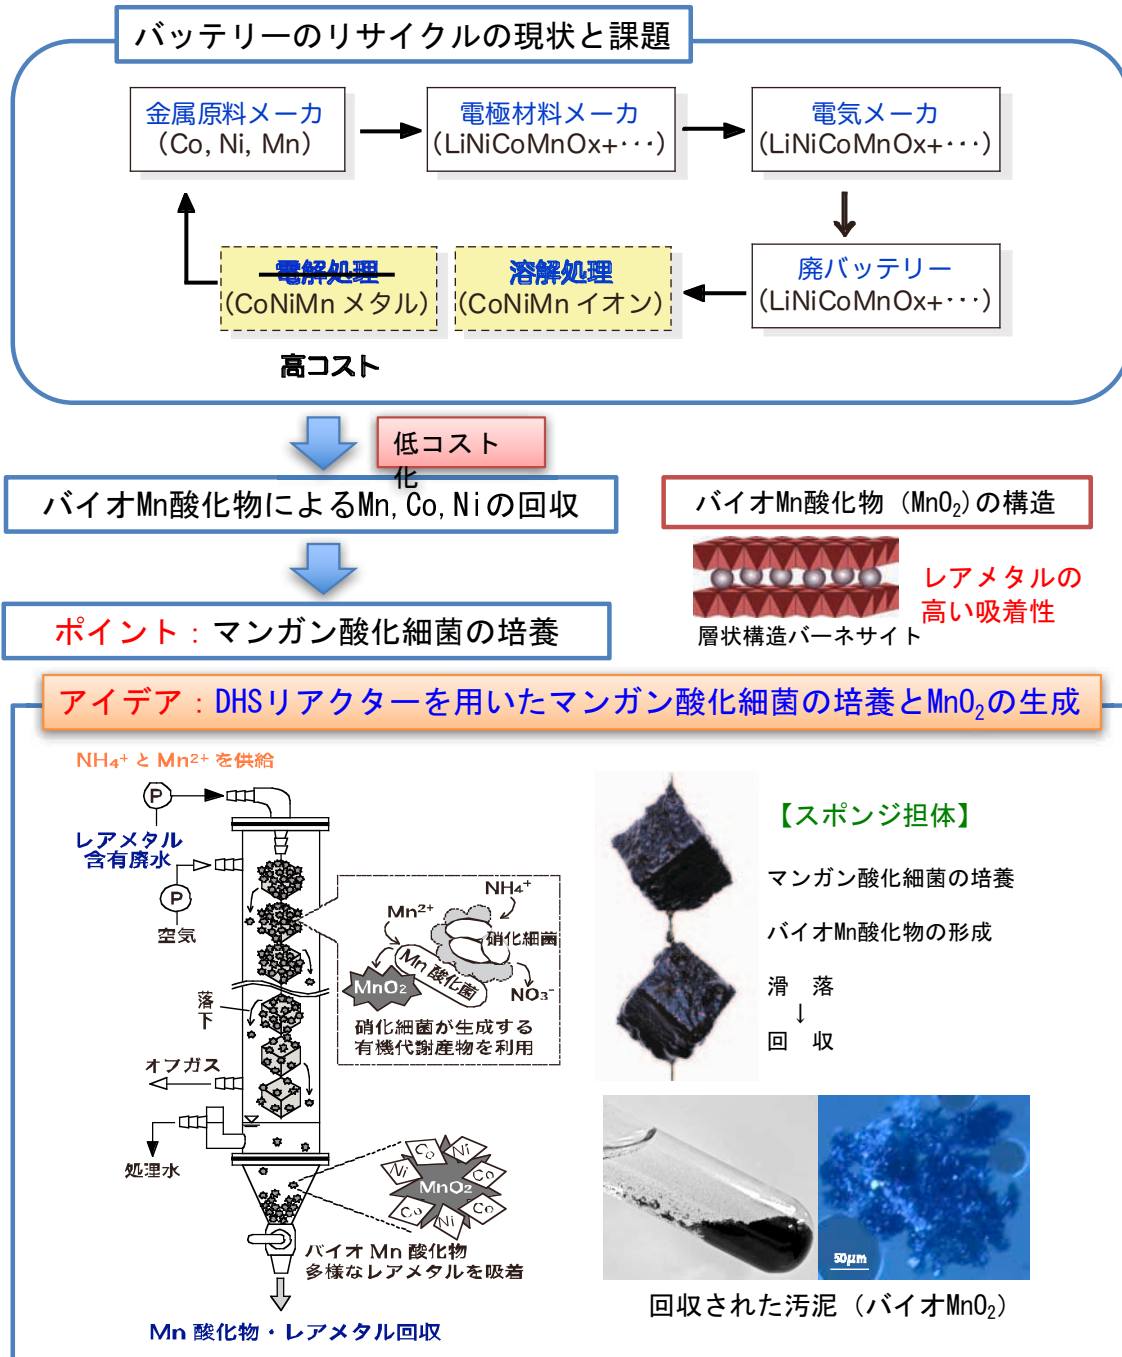 バッテリーのリサイクルの現状と課題
金属原料メーカ
(Co, Ni, Mn)
電極材料メーカ
(LiNiCoMnOx+···)
電気メーカ
(LiNiCoMnOx+···)
電解処理
(CoNiMn メタル)
溶解処理
(CoNiMn イオン)
廃バッテリー
(LiNiCoMnOx+···)
高コスト
低コスト
化
バイオMn酸化物によるMn, Co, Niの回収
バイオMn酸化物 (MnO₂)の構造
レアメタルの
高い吸着性
層状構造バーネサイト
ポイント：マンガン酸化細菌の培養
アイデア：DHSリアクターを用いたマンガン酸化細菌の培養とMnO₂の生成
NH₄⁺ と Mn²⁺ を供給
P
レアメタル
含有廃水
P
空気
落
下
オフガス
処理水
NH₄⁺
Mn²⁺
硝化細菌
Mn 酸化菌
MnO₂
NO₃⁻
硝化細菌が生成する
有機代謝産物を利用
Co
Ni
Ni
Co
MnO₂
Co
Ni
Co
バイオ Mn 酸化物
多様なレアメタルを吸着
Mn 酸化物・レアメタル回収
【スポンジ担体】
マンガン酸化細菌の培養
バイオMn酸化物の形成
滑 落
↓
回 収
50μm
回収された汚泥（バイオMnO₂）